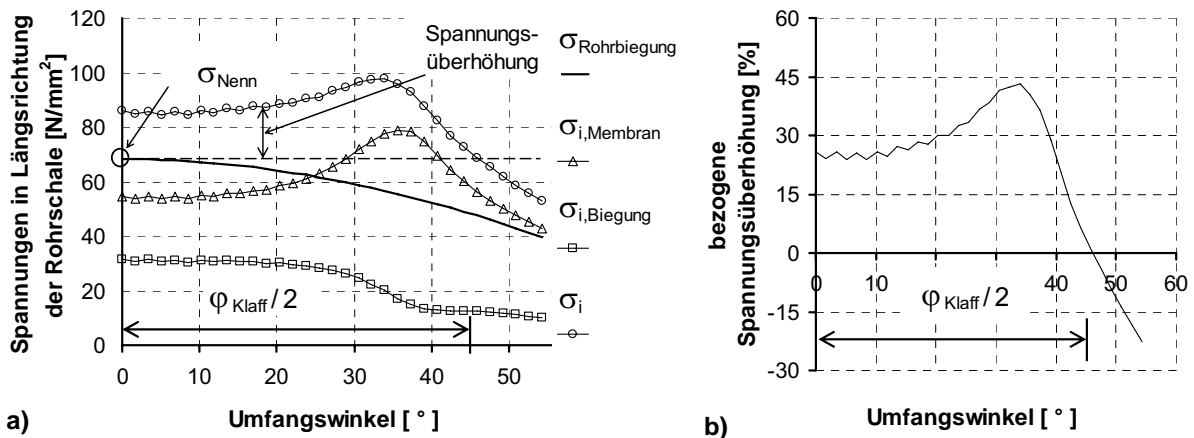 Spannungen in Längsrichtung
der Rohrschale [N/mm²]
120
100
80
60
40
20
0
0
10
20
30
40
50
Umfangswinkel [ ° ]
σNenn
Spannungs-
überhöhung
φKlaff/2
σRohrbiegung
σi,Membran
σi,Biegung
σi
a)
bezogene
Spannungsüberhöhung [%]
60
45
30
15
0
-15
-30
0
10
20
30
40
50
60
φKlaff/2
Umfangswinkel [ ° ]
b)